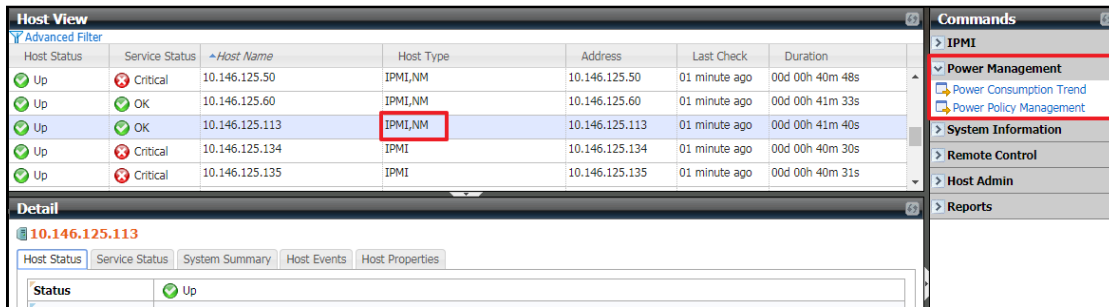 Host View
Commands
Advanced Filter
Host Status Service Status Host Name Host Type Address Last Check Duration
Up Critical 10.146.125.50 IPMI,NM 10.146.125.50 01 minute ago 00d 00h 40m 48s
Up OK 10.146.125.60 IPMI,NM 10.146.125.60 01 minute ago 00d 00h 41m 33s
Up OK 10.146.125.113 IPMI,NM 10.146.125.113 01 minute ago 00d 00h 41m 40s
Up Critical 10.146.125.134 IPMI 10.146.125.134 01 minute ago 00d 00h 40m 30s
Up Critical 10.146.125.135 IPMI 10.146.125.135 01 minute ago 00d 00h 40m 31s
IPMI
Power Management
Power Consumption Trend
Power Policy Management
System Information
Remote Control
Host Admin
Reports
Detail
10.146.125.113
Host Status Service Status System Summary Host Events Host Properties
Status Up